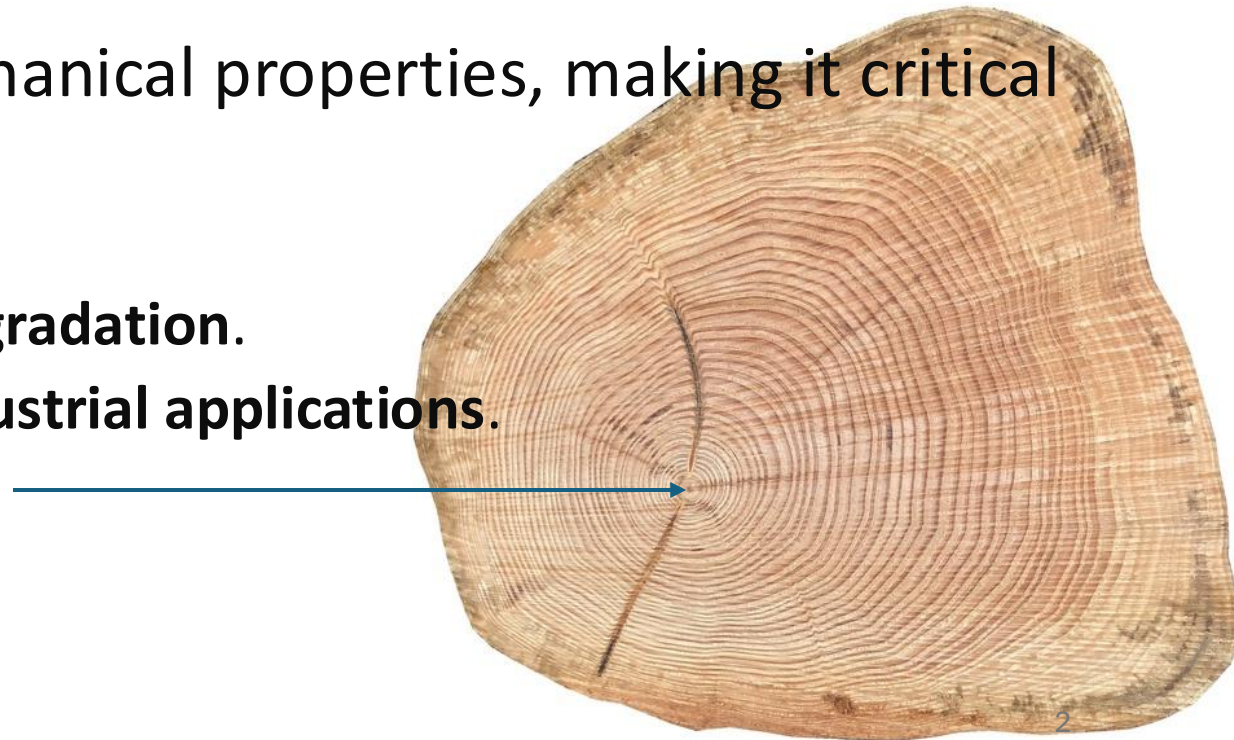 hanical properties, making it critical
gradation.
ustrial applications.
2